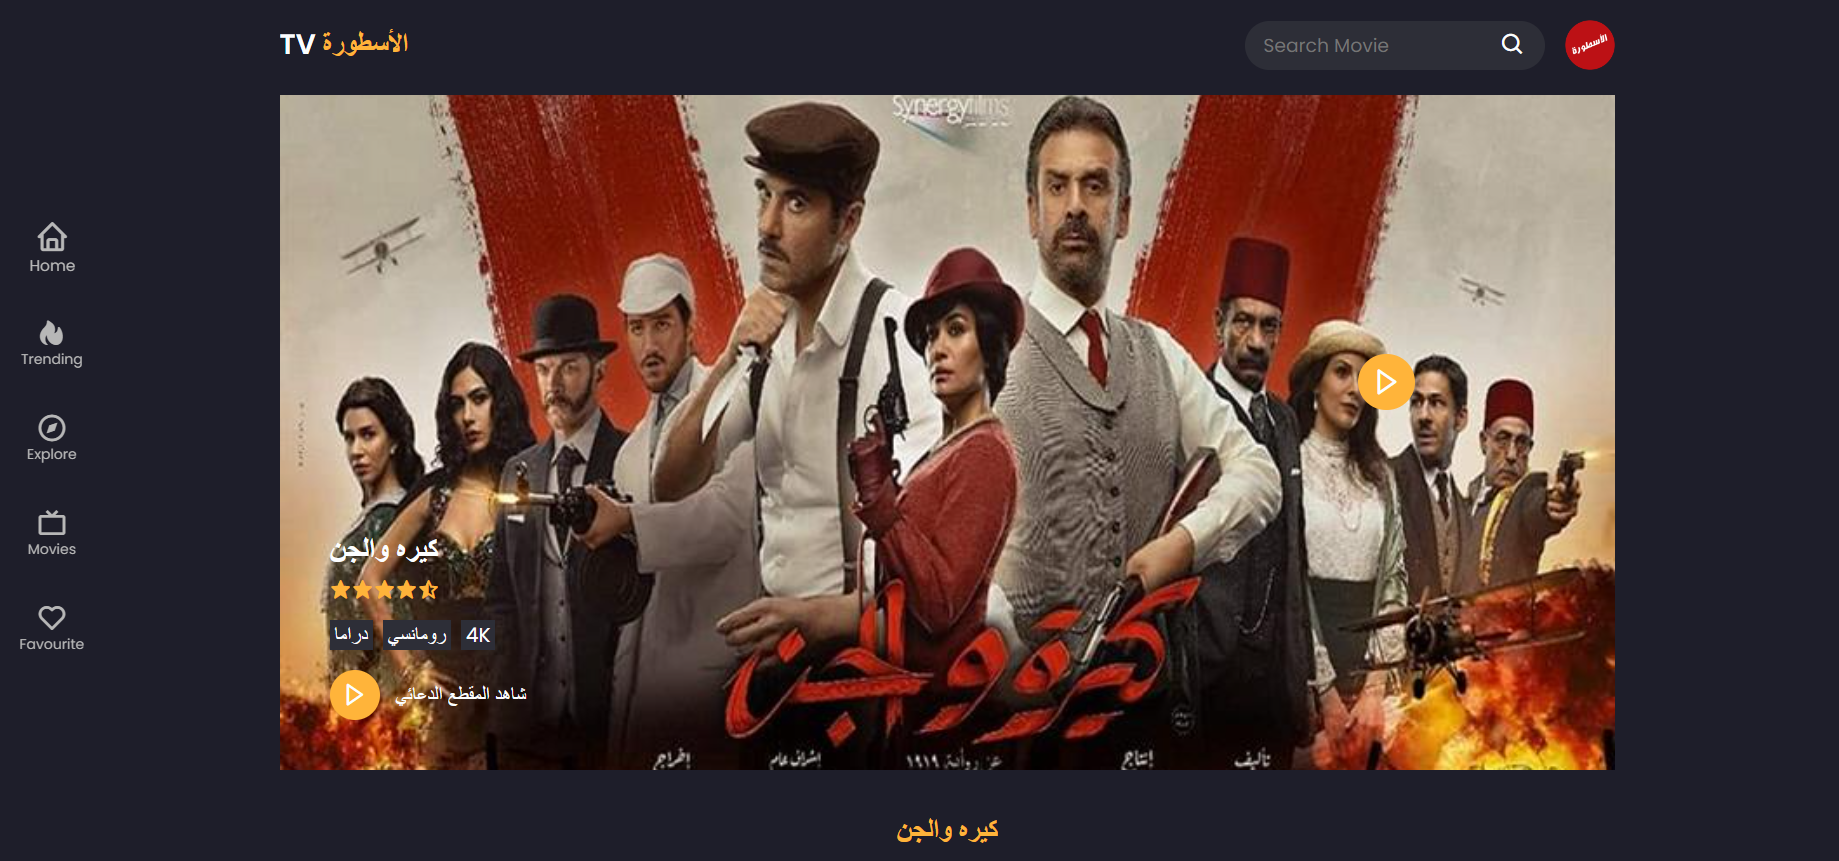 TV الأسطورة
Search Movie
الأسطورة
Synergyfilms
Home
Trending
Explore
Movies
Favourite
كيره والجن
دراما رومانسي 4K
شاهد المقطع الدعائي
كيرة والجن
تأليف إنتاج عن رواية ١٩١٩ إشراف عام إخراج
كيره والجن